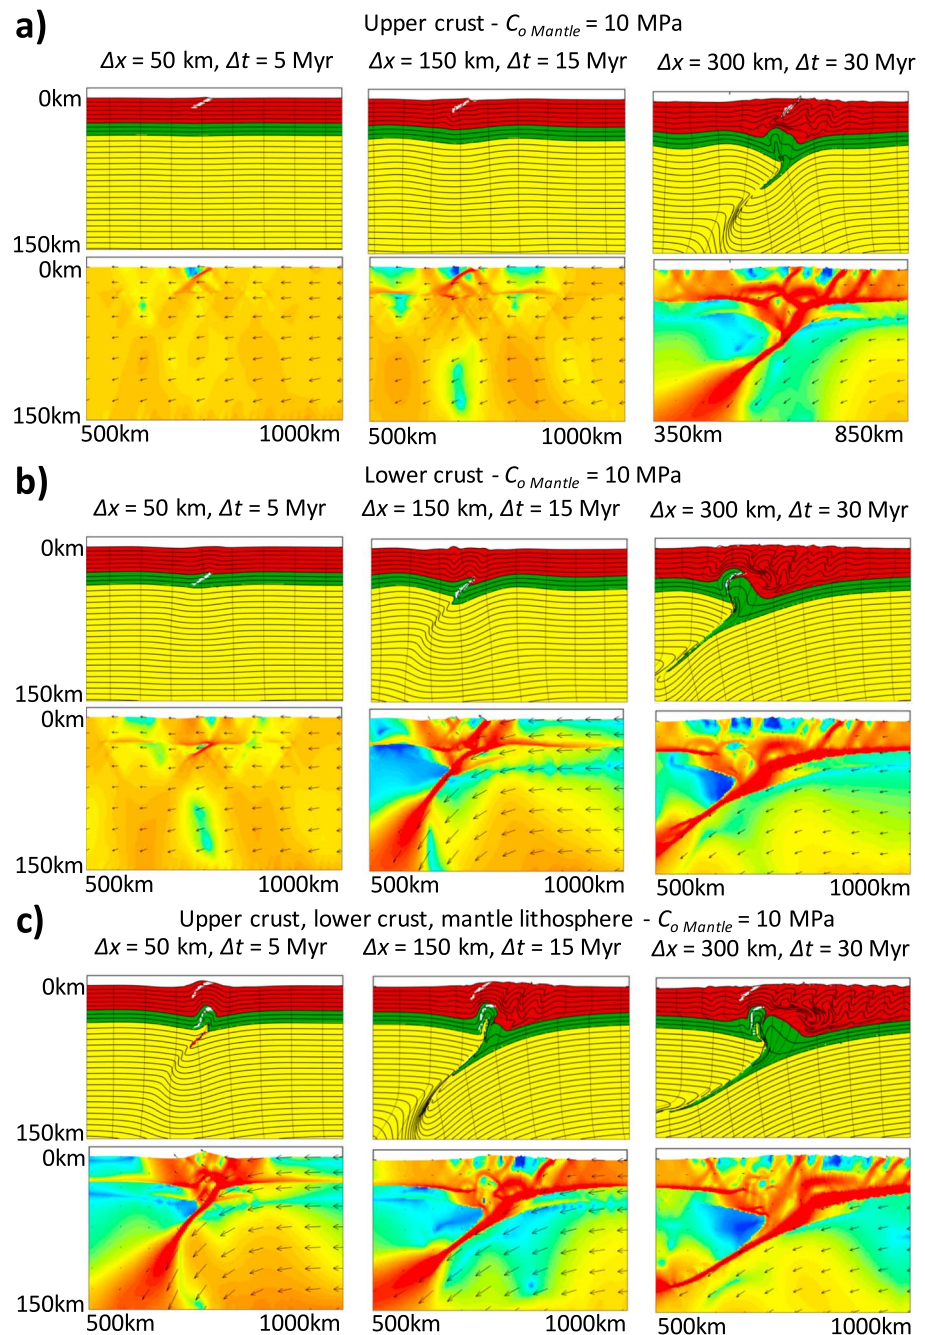 a)
Upper crust - Co Mantle = 10 MPa
Δx = 50 km, Δt = 5 Myr
Δx = 150 km, Δt = 15 Myr
Δx = 300 km, Δt = 30 Myr
0km
150km
0km
150km
500km 1000km
500km 1000km
350km 850km
b)
Lower crust - Co Mantle = 10 MPa
Δx = 50 km, Δt = 5 Myr
Δx = 150 km, Δt = 15 Myr
Δx = 300 km, Δt = 30 Myr
0km
150km
0km
150km
500km 1000km
500km 1000km
500km 1000km
c)
Upper crust, lower crust, mantle lithosphere - Co Mantle = 10 MPa
Δx = 50 km, Δt = 5 Myr
Δx = 150 km, Δt = 15 Myr
Δx = 300 km, Δt = 30 Myr
0km
150km
0km
150km
500km 1000km
500km 1000km
500km 1000km